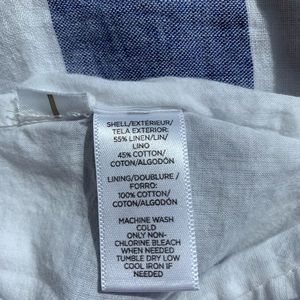 SHELL/EXTÉRIEUR/
TELA EXTERIOR:
55% LINEN/LIN/
LINO
45% COTTON/
COTON/ALGODÓN
LINING/DOUBLURE /
FORRO:
100% COTTON/
COTON/ALGODÓN
MACHINE WASH
COLD
ONLY NON-
CHLORINE BLEACH
WHEN NEEDED
TUMBLE DRY LOW
COOL IRON IF
NEEDED